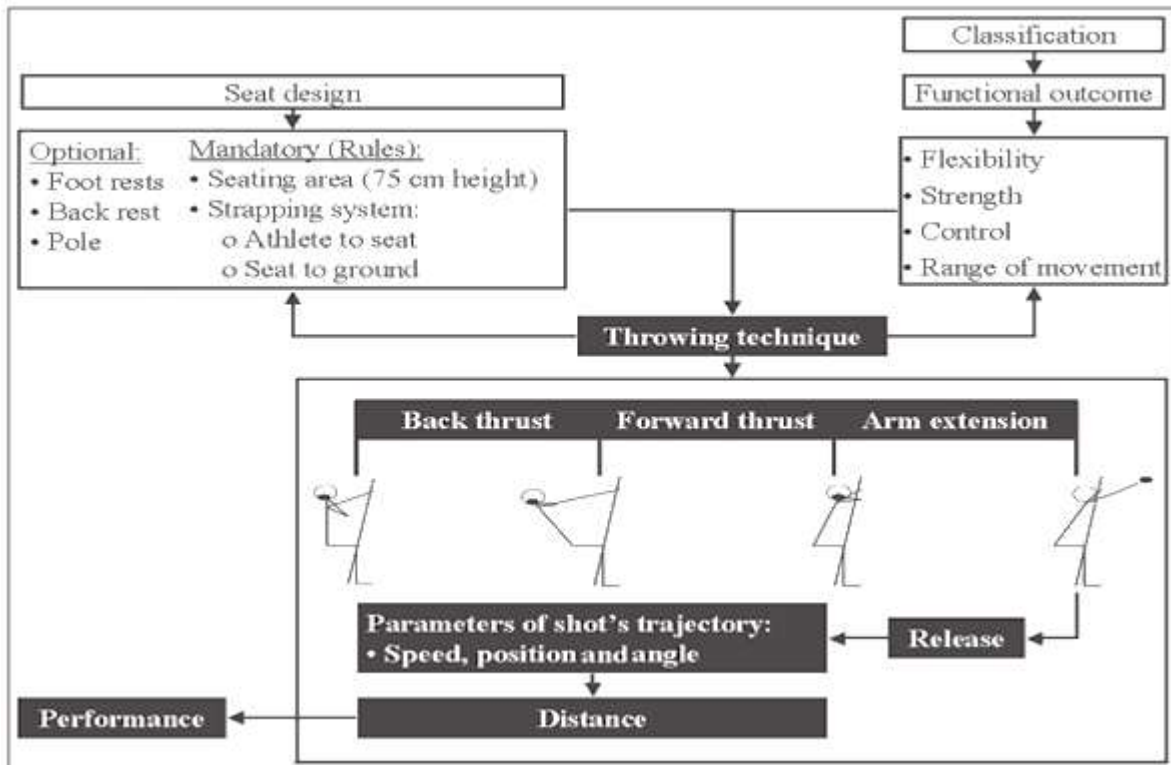 Classification
Seat design
Functional outcome
Optional:
• Foot rests
• Back rest
• Pole
Mandatory (Rules):
• Seating area (75 cm height)
• Strapping system:
o Athlete to seat
o Seat to ground
• Flexibility
• Strength
• Control
• Range of movement
Throwing technique
Back thrust
Forward thrust
Arm extension
Parameters of shot's trajectory:
• Speed, position and angle
Release
Distance
Performance